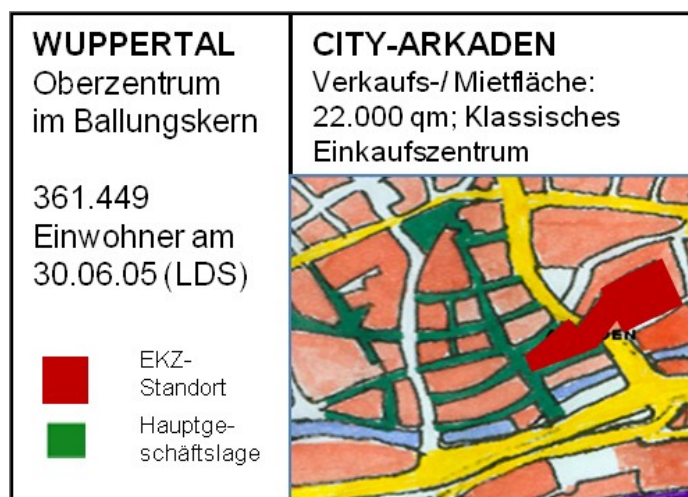 WUPPERTAL
Oberzentrum
im Ballungskern
361.449
Einwohner am
30.06.05 (LDS)
EKZ-
Standort
Hauptge-
schäftslage
CITY-ARKADEN
Verkaufs-/ Mietfläche:
22.000 qm; Klassisches
Einkaufszentrum